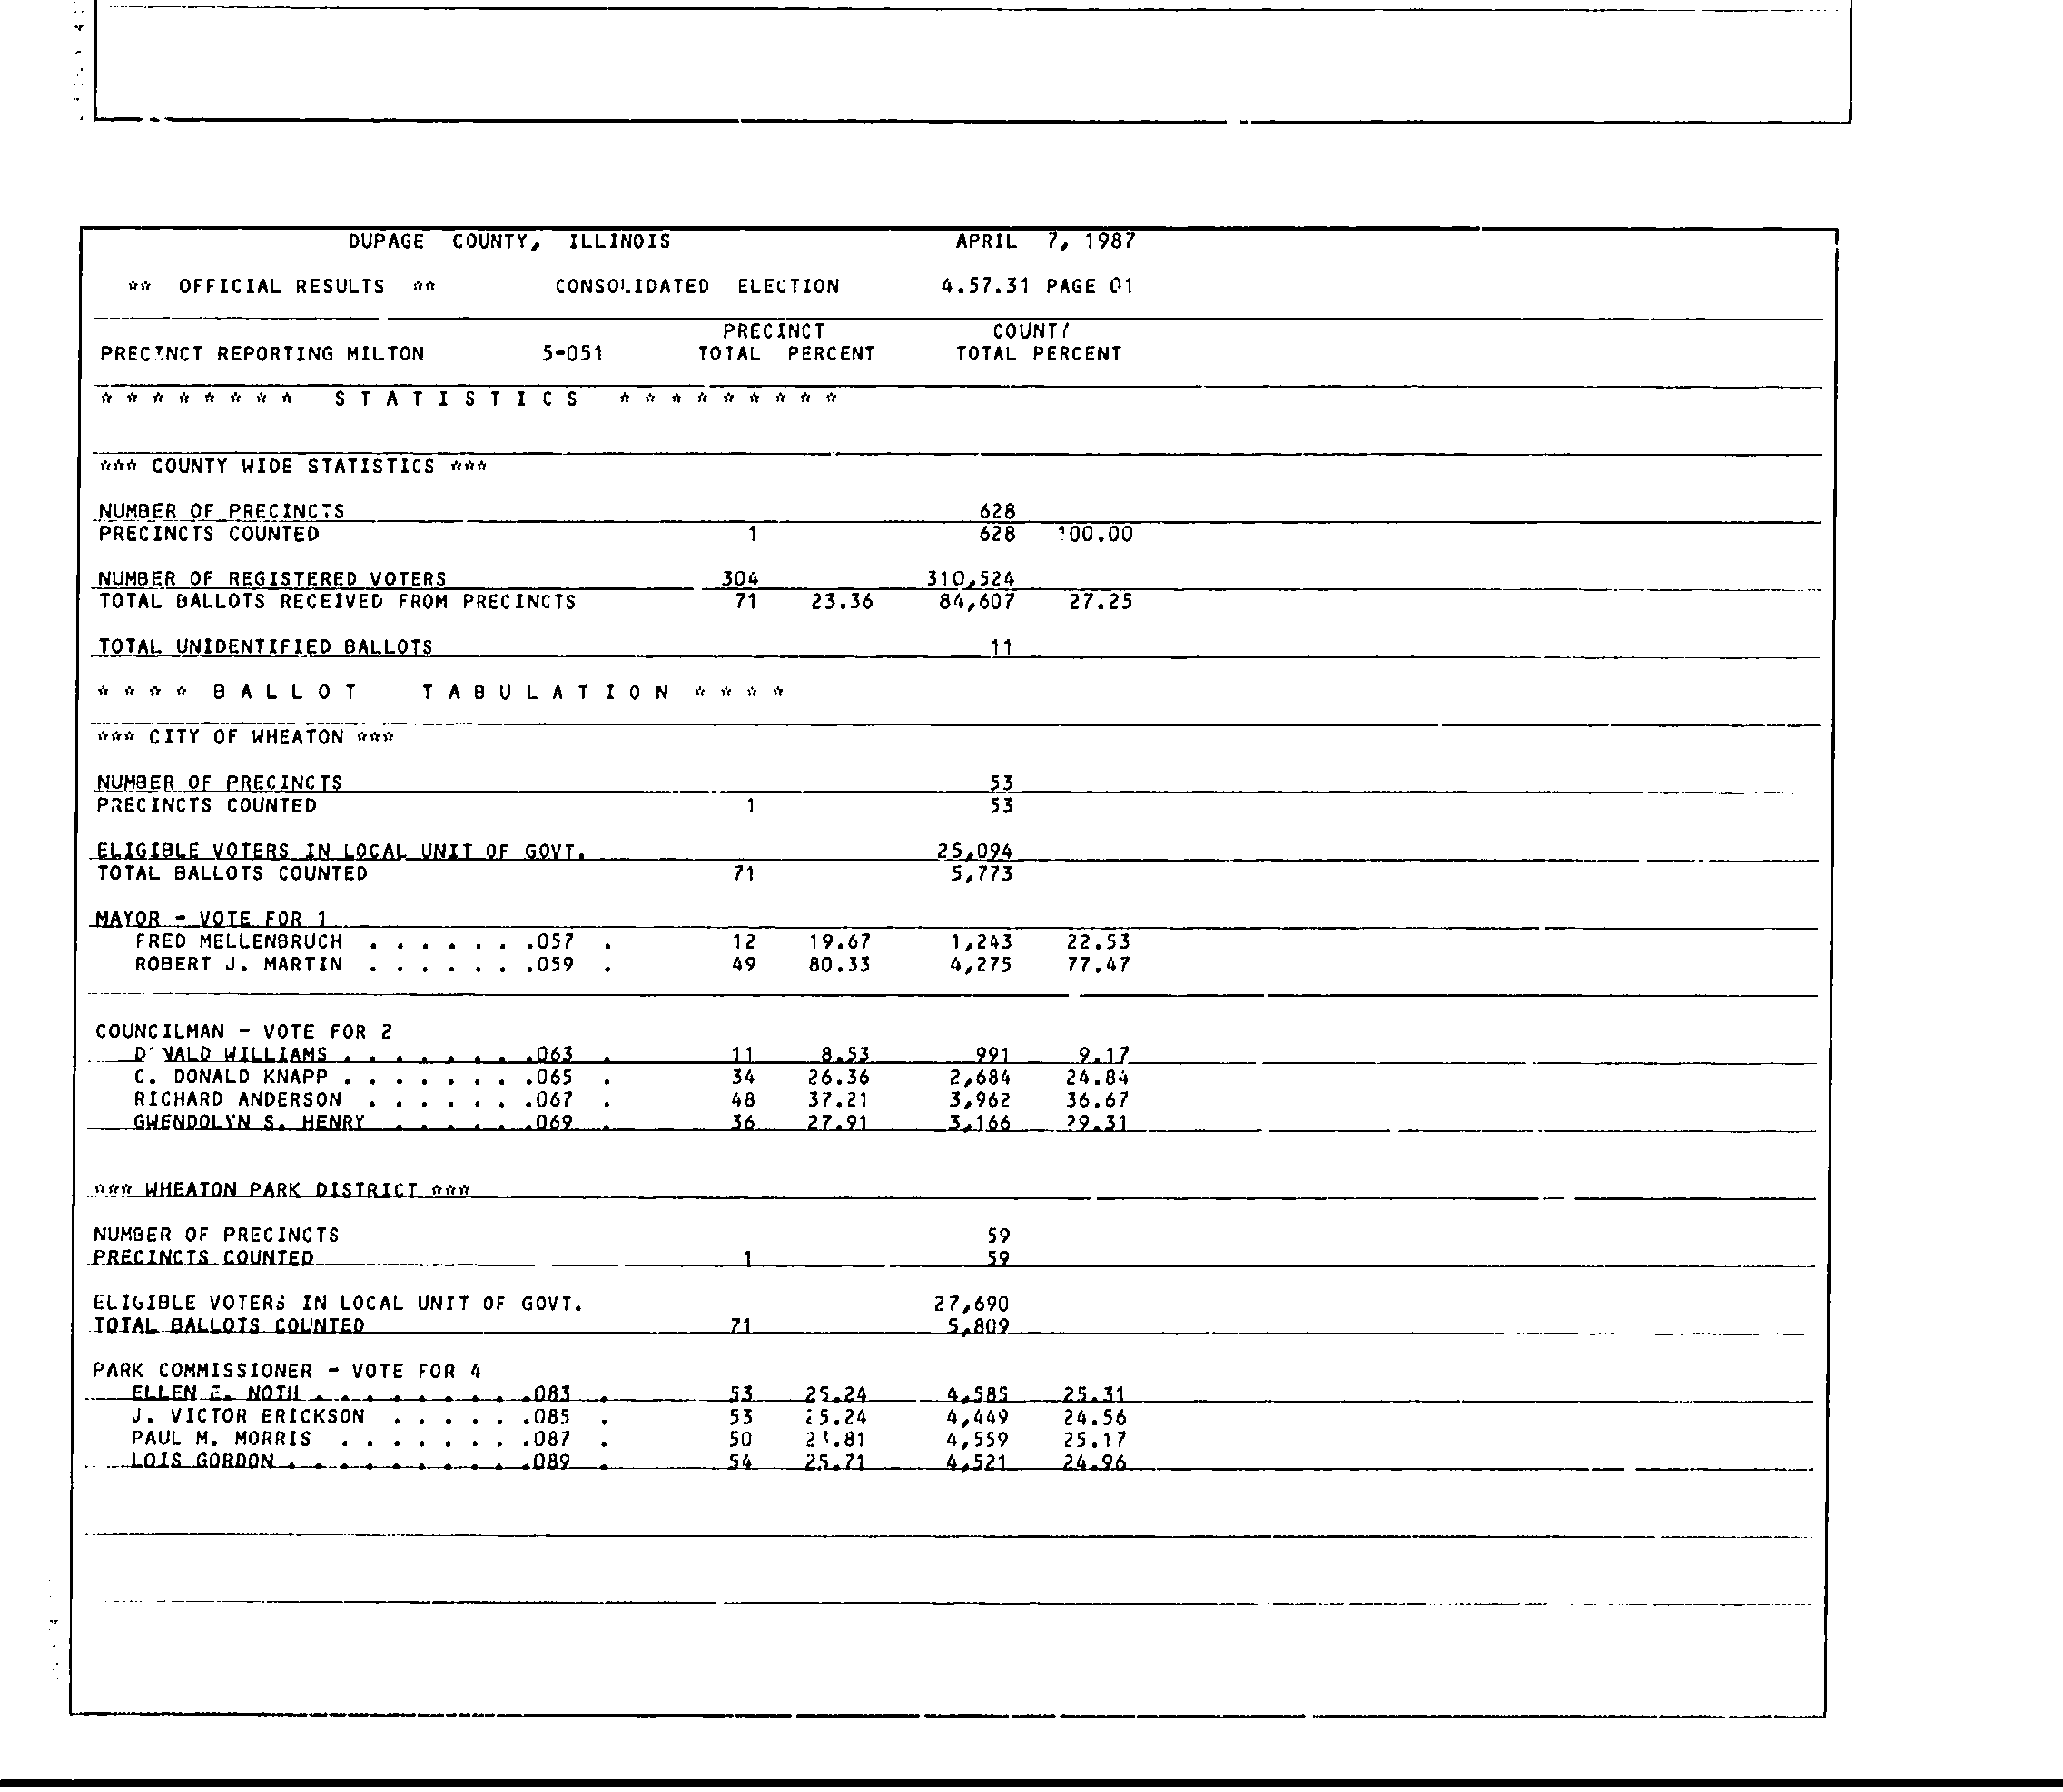 DUPAGE COUNTY, ILLINOIS APRIL 7, 1987
** OFFICIAL RESULTS ** CONSOLIDATED ELECTION 4.57.31 PAGE 01
PRECINCT COUNTY
PRECINCT REPORTING MILTON 5-051 TOTAL PERCENT TOTAL PERCENT
* * * * * * * * S T A T I S T I C S * * * * * * * * *
*** COUNTY WIDE STATISTICS ***
NUMBER OF PRECINCTS 628
PRECINCTS COUNTED 1 628 100.00
NUMBER OF REGISTERED VOTERS 304 310,524
TOTAL BALLOTS RECEIVED FROM PRECINCTS 71 23.36 84,607 27.25
TOTAL UNIDENTIFIED BALLOTS 11
* * * * B A L L O T T A B U L A T I O N * * * *
*** CITY OF WHEATON ***
NUMBER OF PRECINCTS 53
PRECINCTS COUNTED 1 53
ELIGIBLE VOTERS IN LOCAL UNIT OF GOVT. 25,094
TOTAL BALLOTS COUNTED 71 5,773
MAYOR - VOTE FOR 1
FRED MELLENBRUCH . . . . . . .057 . 12 19.67 1,243 22.53
ROBERT J. MARTIN . . . . . . .059 . 49 80.33 4,275 77.47
COUNCILMAN - VOTE FOR 2
DONALD WILLIAMS . . . . . . . .063 . 11 8.53 991 9.17
C. DONALD KNAPP . . . . . . . .065 . 34 26.36 2,684 24.84
RICHARD ANDERSON . . . . . . .067 . 48 37.21 3,962 36.67
GWENDOLYN S. HENRY . . . . . .069 . 36 27.91 3,166 29.31
*** WHEATON PARK DISTRICT ***
NUMBER OF PRECINCTS 59
PRECINCTS COUNTED 1 59
ELIGIBLE VOTERS IN LOCAL UNIT OF GOVT. 27,690
TOTAL BALLOTS COUNTED 71 5,809
PARK COMMISSIONER - VOTE FOR 4
ELLEN E. NOTH . . . . . . . . .083 . 53 25.24 4,585 25.31
J. VICTOR ERICKSON . . . . . .085 . 53 25.24 4,449 24.56
PAUL M. MORRIS . . . . . . . .087 . 50 23.81 4,559 25.17
LOIS GORDON . . . . . . . . . .089 . 54 25.71 4,521 24.96